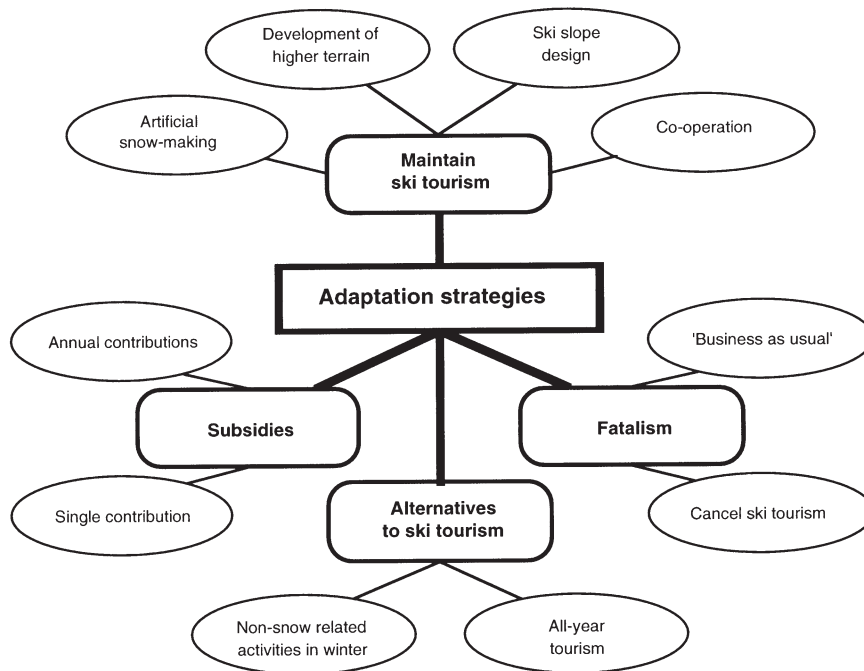 Development of
higher terrain
Ski slope
design
Artificial
snow-making
Co-operation
Maintain
ski tourism
Adaptation strategies
Annual contributions
'Business as usual'
Subsidies
Fatalism
Single contribution
Alternatives
to ski tourism
Cancel ski tourism
Non-snow related
activities in winter
All-year
tourism